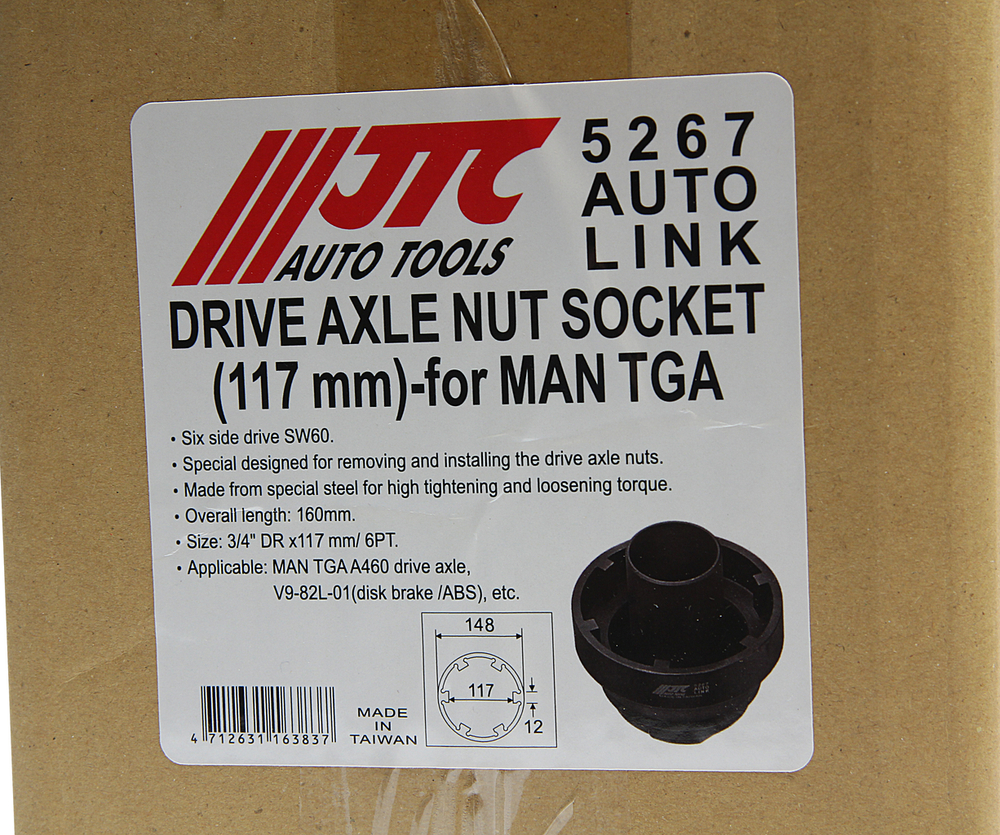 JTC
AUTO TOOLS
5267
AUTO
LINK
DRIVE AXLE NUT SOCKET
(117 mm)-for MAN TGA
• Six side drive SW60.
• Special designed for removing and installing the drive axle nuts.
• Made from special steel for high tightening and loosening torque.
• Overall length: 160mm.
• Size: 3/4" DR x117 mm/ 6PT.
• Applicable: MAN TGA A460 drive axle,
V9-82L-01(disk brake /ABS), etc.
148
117
12
JTC
4 712631 163837
MADE
IN
TAIWAN